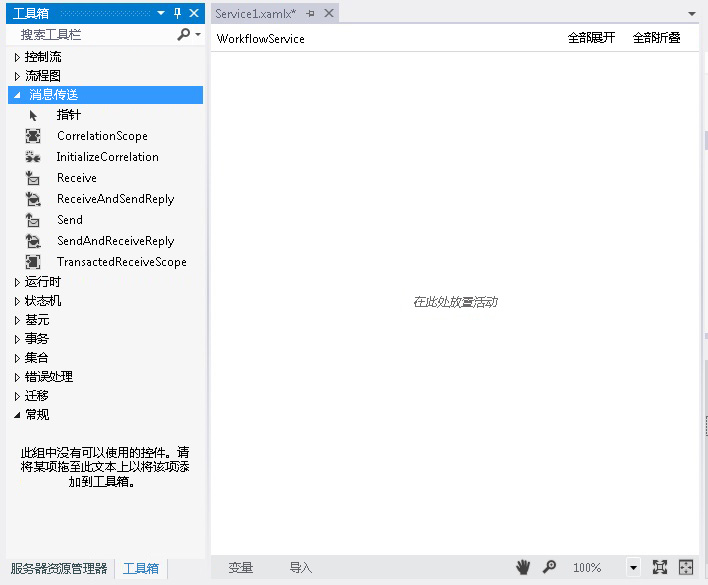 工具箱
搜索工具栏
控制流
流程图
消息传送
指针
CorrelationScope
InitializeCorrelation
Receive
ReceiveAndSendReply
Send
SendAndReceiveReply
TransactedReceiveScope
运行时
状态机
基元
事务
集合
错误处理
迁移
常规
此组中没有可以使用的控件。请
将某项拖至此文本上以将该项添
加到工具箱。
服务器资源管理器 工具箱
Service1.xamlx*
WorkflowService 全部展开 全部折叠
在此处放置活动
变量 导入 100%